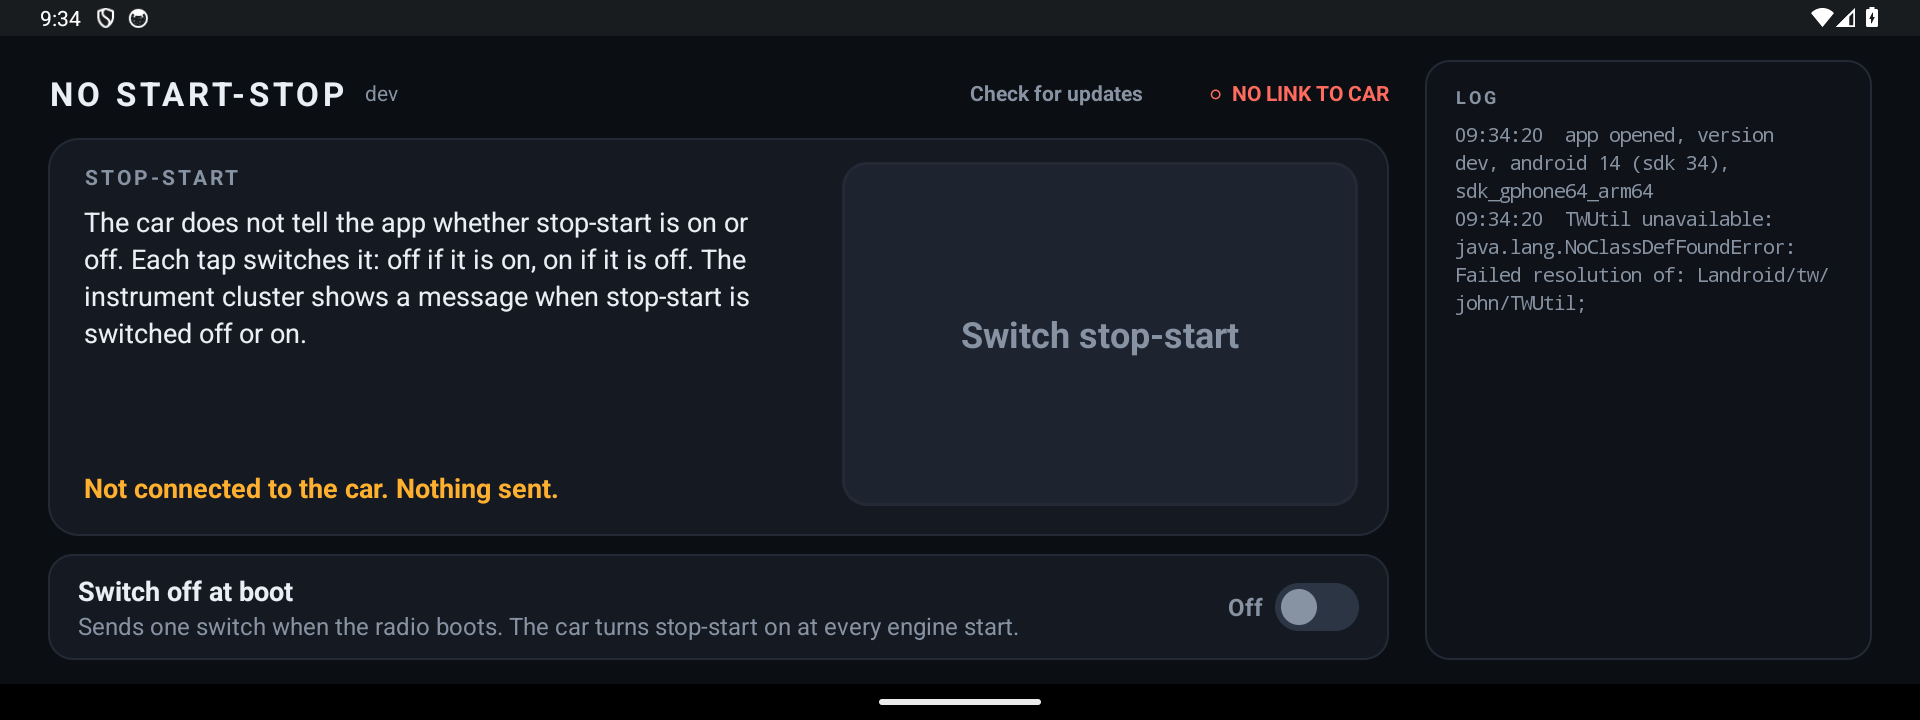 9:34
NO START-STOP dev
Check for updates
NO LINK TO CAR
STOP-START
The car does not tell the app whether stop-start is on or
off. Each tap switches it: off if it is on, on if it is off. The
instrument cluster shows a message when stop-start is
switched off or on.
Not connected to the car. Nothing sent.
Switch stop-start
Switch off at boot
Sends one switch when the radio boots. The car turns stop-start on at every engine start.
Off
LOG
09:34:20  app opened, version
dev, android 14 (sdk 34),
sdk_gphone64_arm64
09:34:20  TWUtil unavailable:
java.lang.NoClassDefFoundError:
Failed resolution of: Landroid/tw/
john/TWUtil;